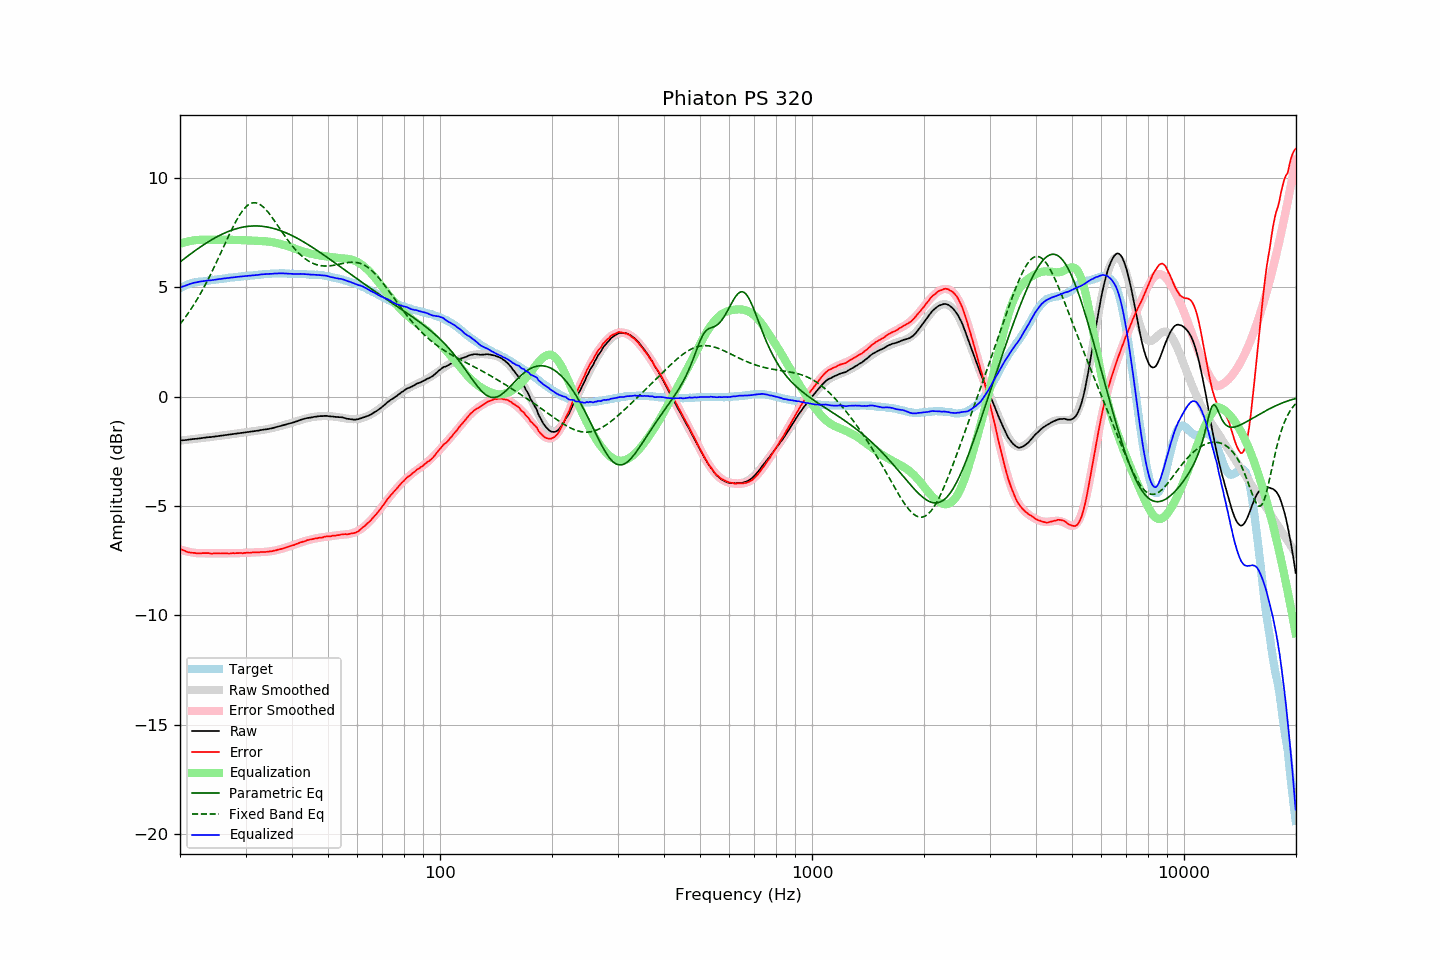 Phiaton PS 320
Amplitude (dBr)
10
5
0
−5
−10
−15
−20
Target
Raw Smoothed
Error Smoothed
Raw
Error
Equalization
Parametric Eq
Fixed Band Eq
Equalized
100
1000
10000
Frequency (Hz)